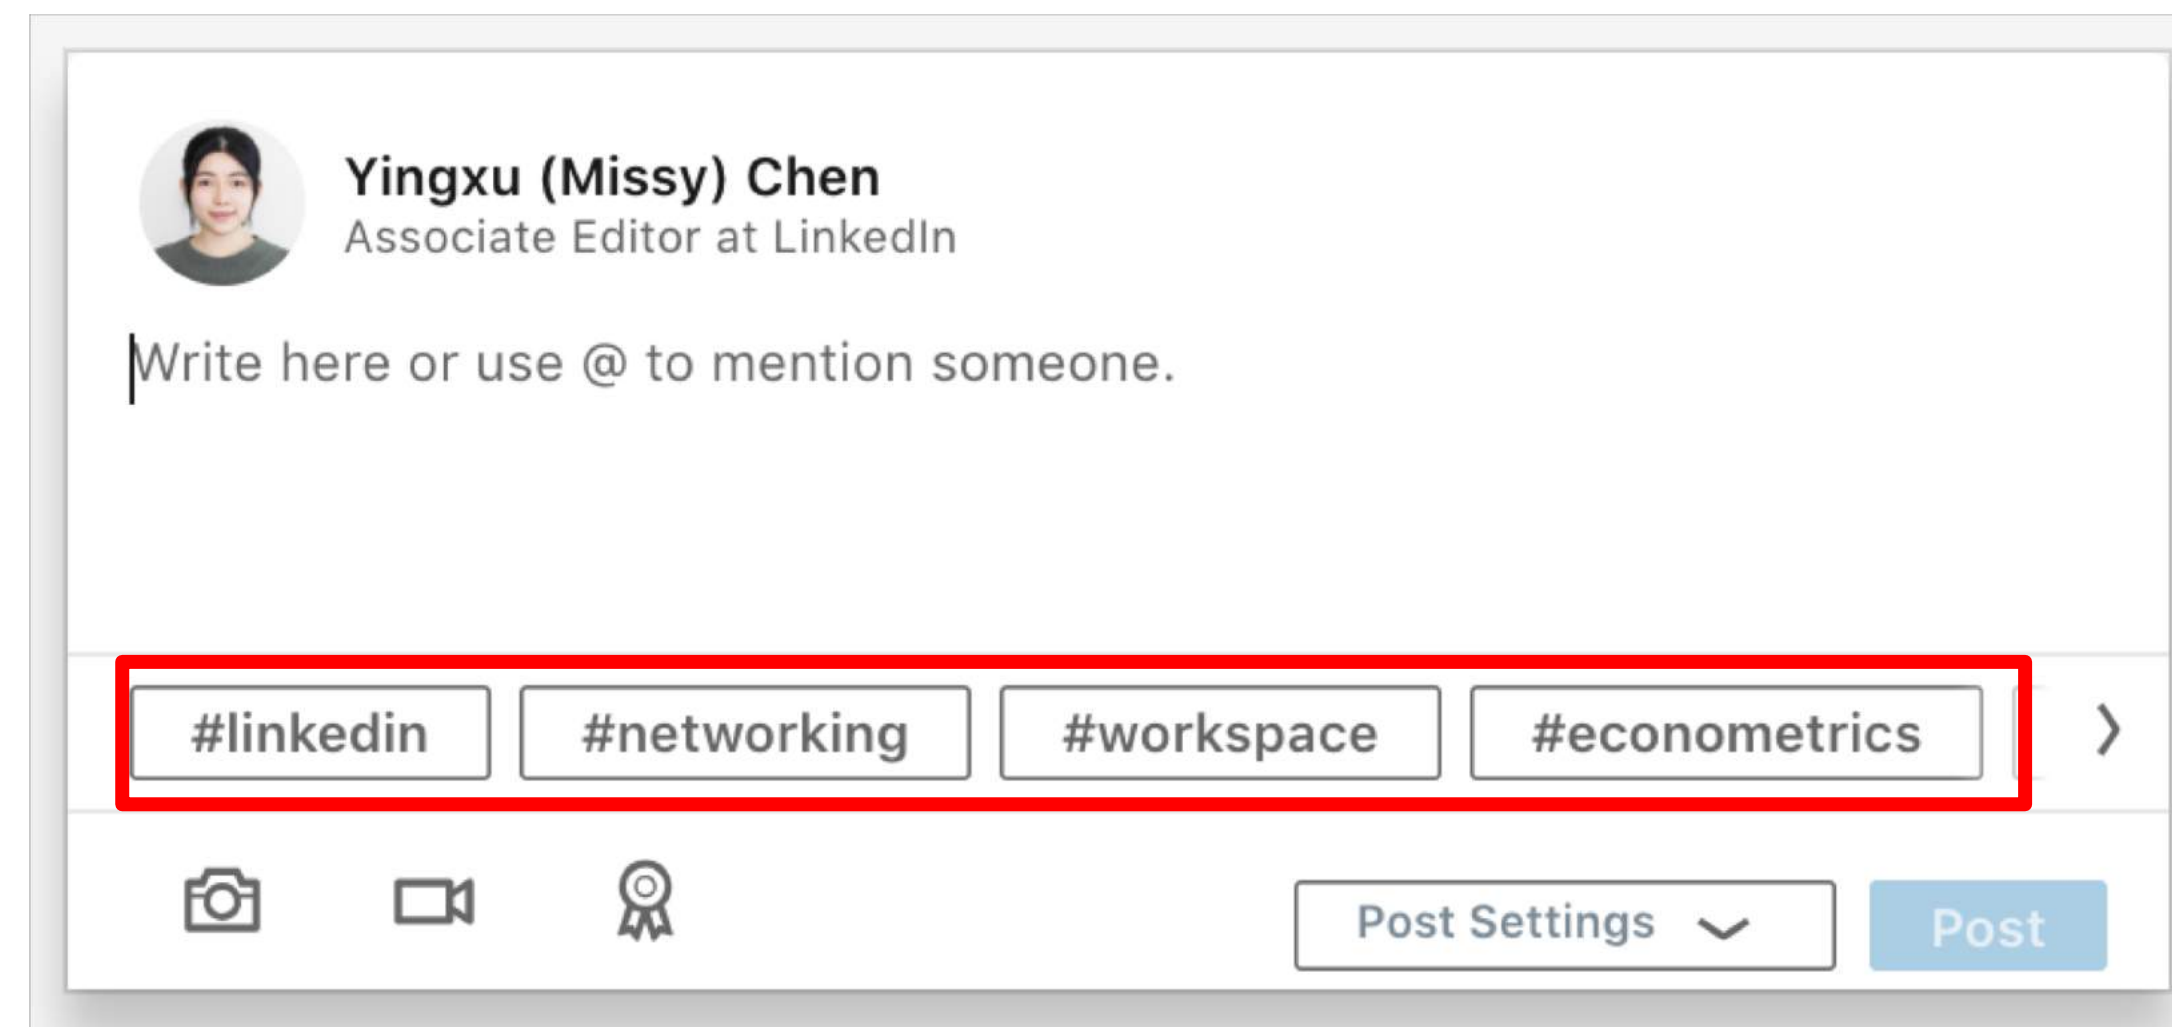 Yingxu (Missy) Chen
Associate Editor at LinkedIn
Write here or use @ to mention someone.
#linkedin #networking #workspace #econometrics
Post Settings Post